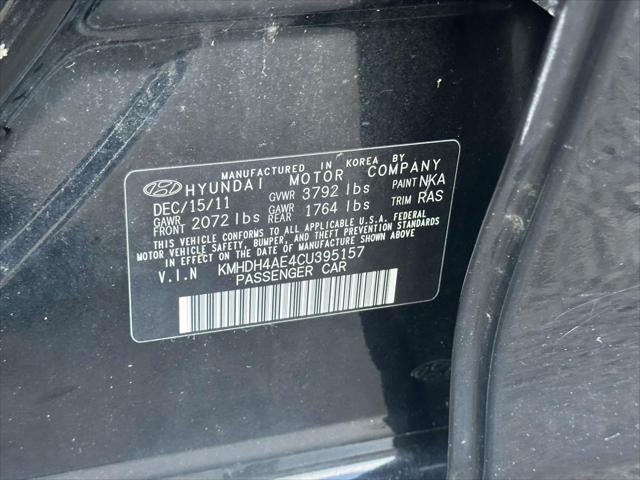 MANUFACTURED IN KOREA BY
HYUNDAI MOTOR COMPANY
DEC/15/11 GVWR 3792 lbs PAINT NKA
GAWR FRONT 2072 lbs GAWR REAR 1764 lbs TRIM RAS
THIS VEHICLE CONFORMS TO ALL APPLICABLE U.S.A. FEDERAL
MOTOR VEHICLE SAFETY, BUMPER, AND THEFT PREVENTION STANDARDS
IN EFFECT ON THE DATE OF MANUFACTURE SHOWN ABOVE.
V.I.N KMHDH4AE4CU395157
PASSENGER CAR